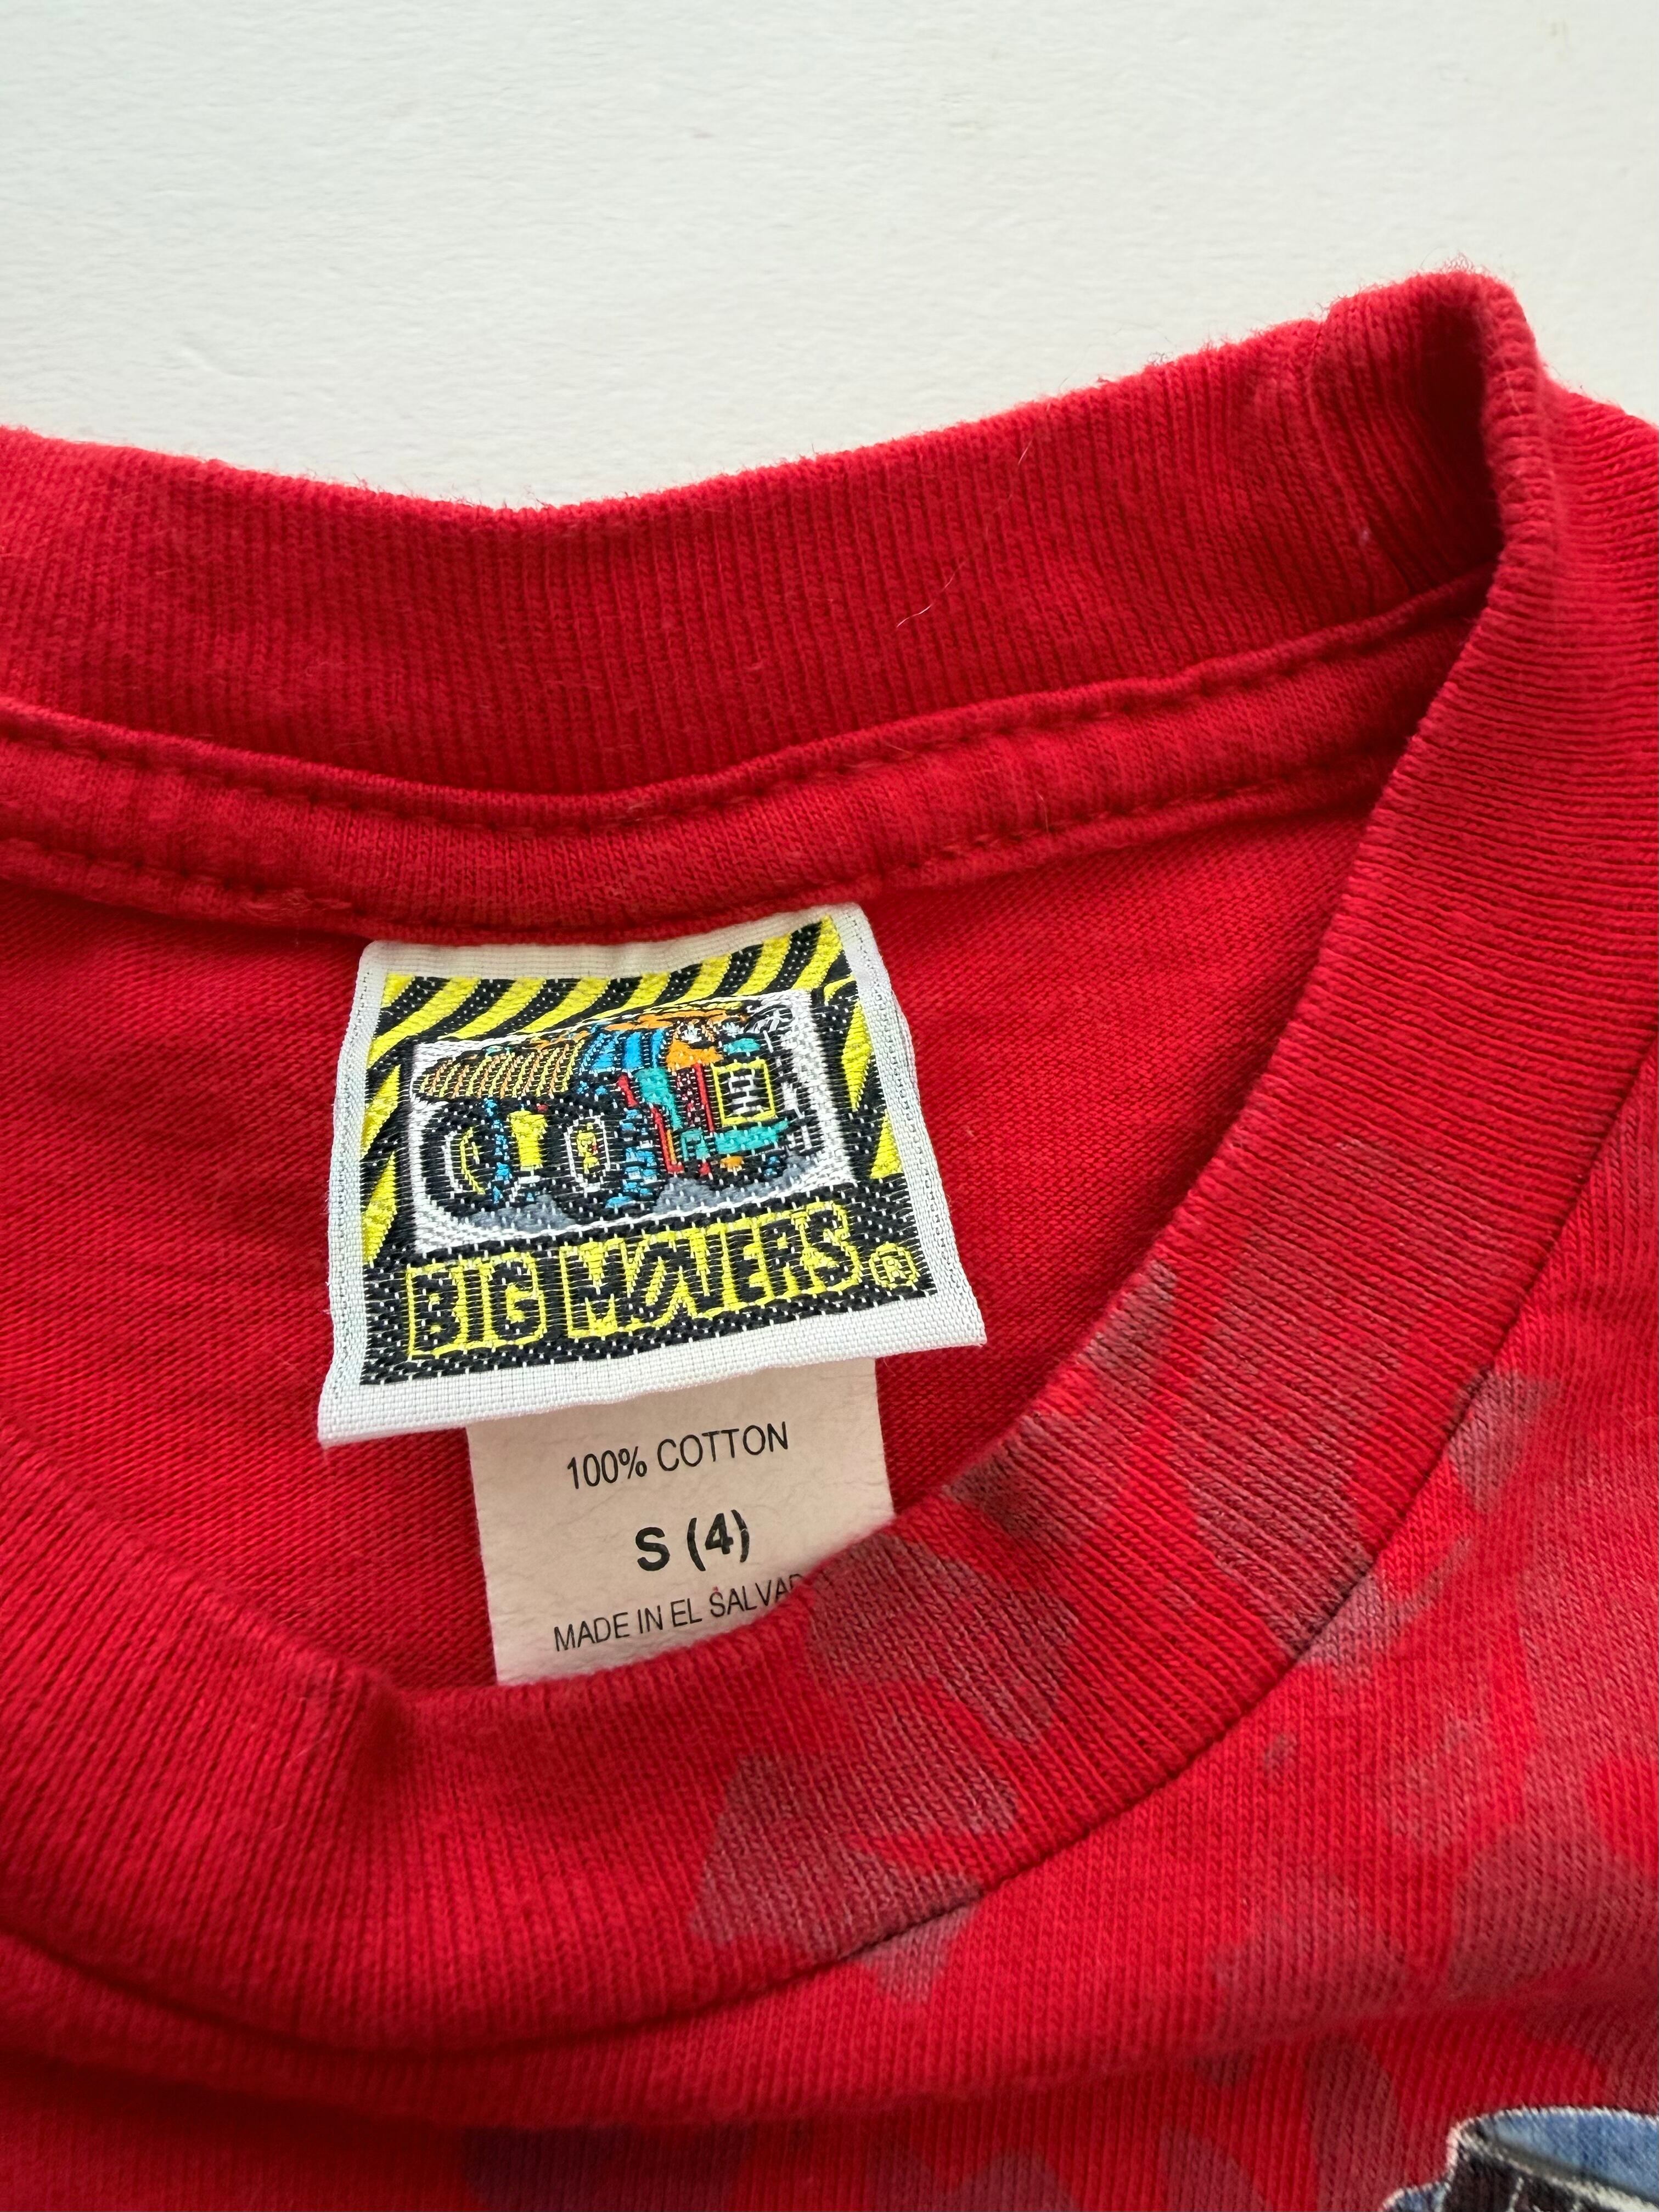 BIG MOVERS ®
100% COTTON
S (4)
MADE IN EL SALVAD